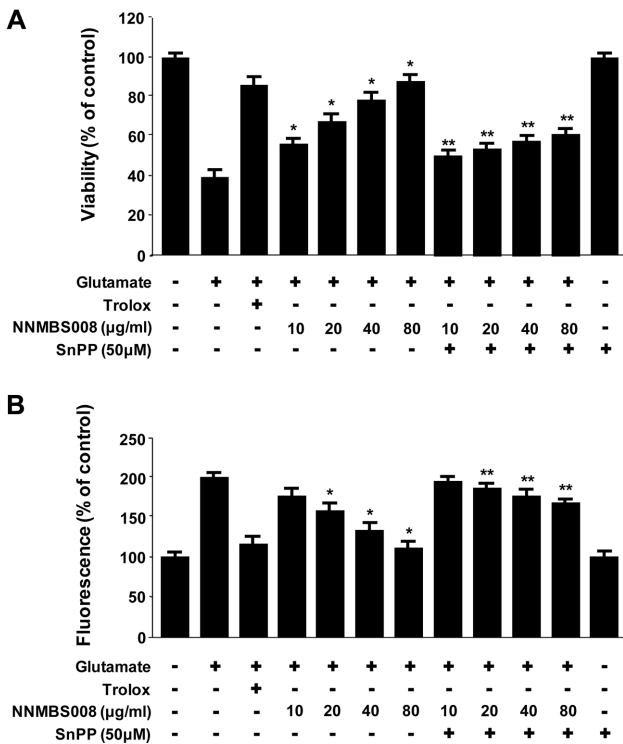 A
Viability (% of control)
120
100
80
60
40
20
0
* * * * ** ** ** **
Glutamate - + + + + + + + + + + -
Trolox - - + - - - - - - - - -
NNMBS008 (μg/ml) - - - 10 20 40 80 10 20 40 80 -
SnPP (50μM) - - - - - - - + + + + +
B
Fluorescence (% of control)
250
200
150
100
50
0
* * * ** ** **
Glutamate - + + + + + + + + + + -
Trolox - - + - - - - - - - - -
NNMBS008 (μg/ml) - - - 10 20 40 80 10 20 40 80 -
SnPP (50μM) - - - - - - - + + + + +